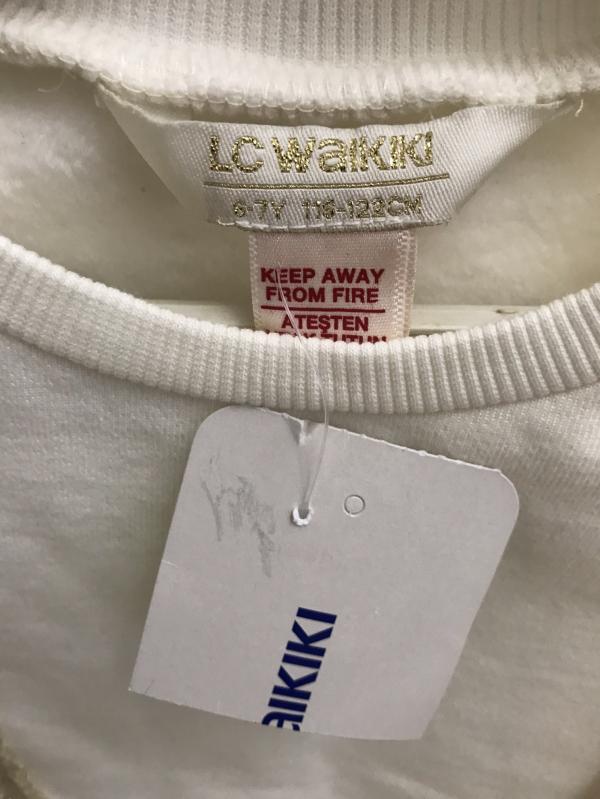 LC WAIKIKI
6-7Y 116-122CM
KEEP AWAY
FROM FIRE
ATEŞTEN
AIKIKI